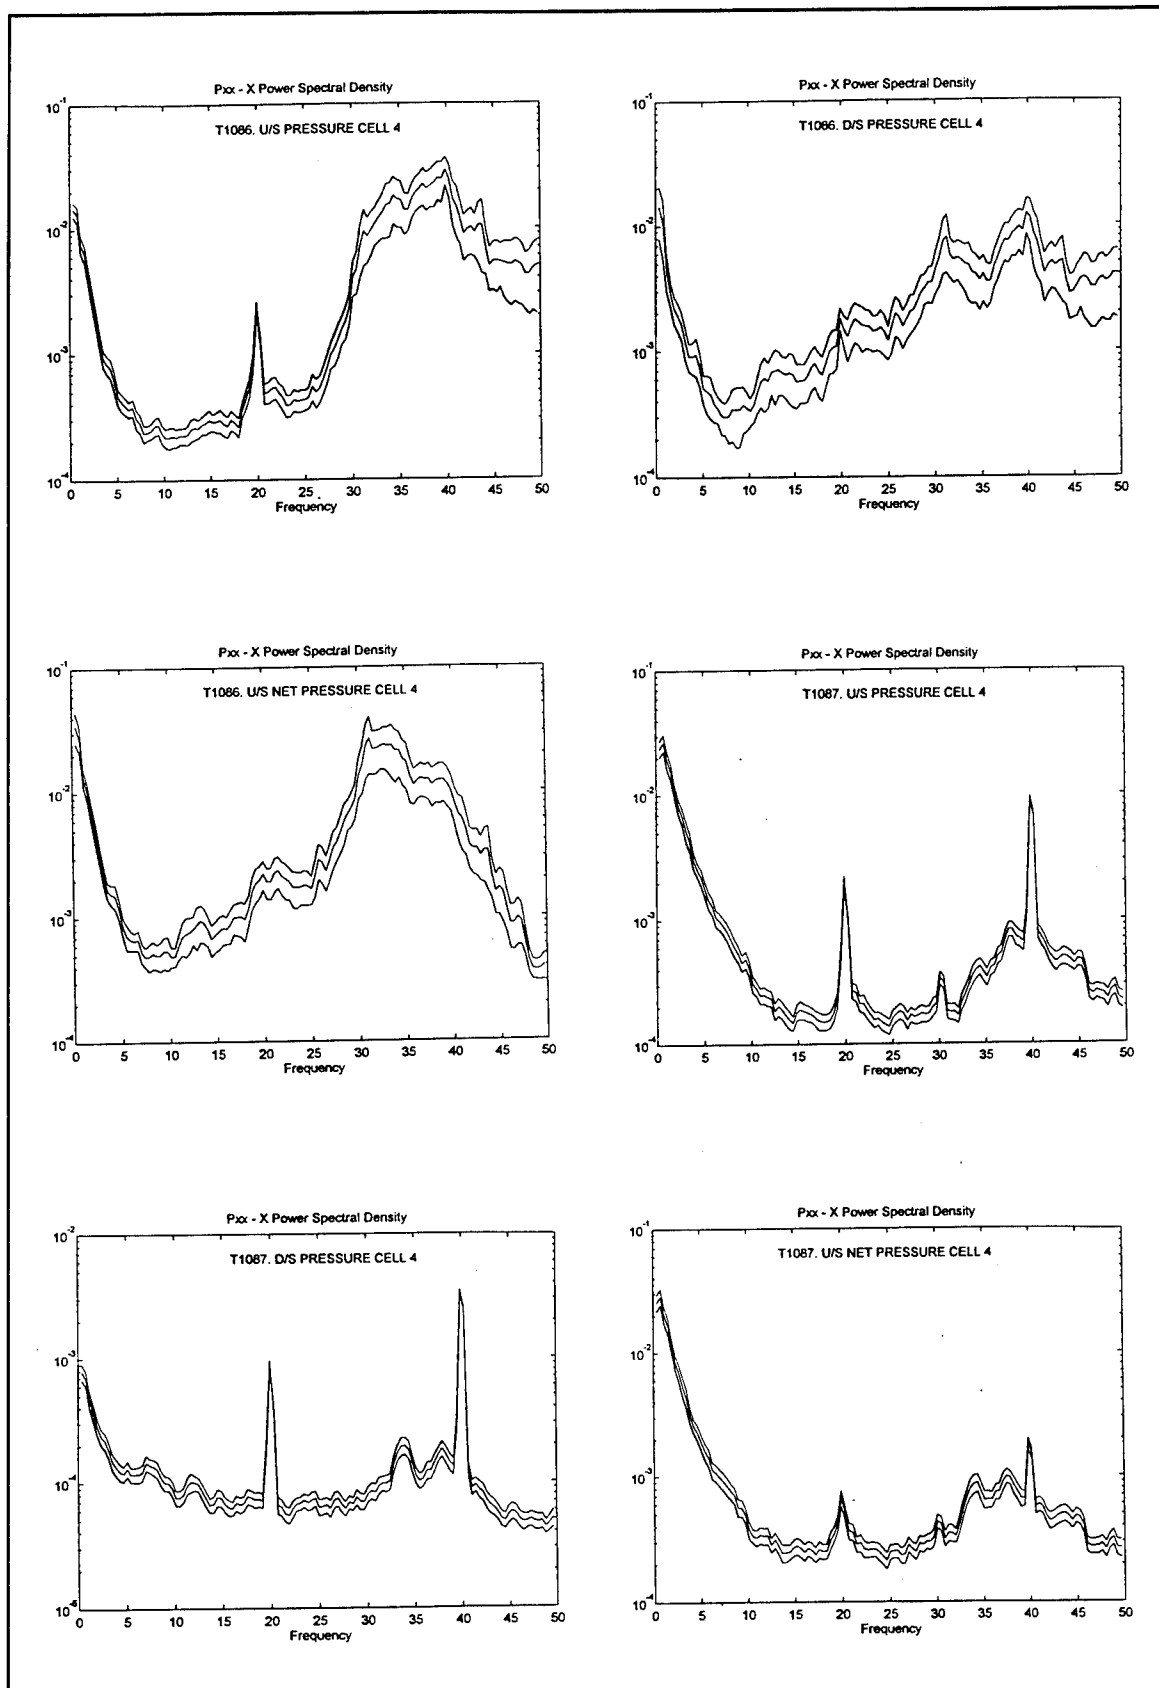 Pxx - X Power Spectral Density
T1086. U/S PRESSURE CELL 4
10^-1
10^-2
10^-3
10^-4
0 5 10 15 20 25 30 35 40 45 50
Frequency
Pxx - X Power Spectral Density
T1086. D/S PRESSURE CELL 4
10^-1
10^-2
10^-3
10
0 5 10 15 20 25 30 35 40 45 50
Frequency
Pxx - X Power Spectral Density
T1086. U/S NET PRESSURE CELL 4
10^-1
10^-2
10^-3
10^-4
0 5 10 15 20 25 30 35 40 45 50
Frequency
Pxx - X Power Spectral Density
T1087. U/S PRESSURE CELL 4
10^-1
10^-2
10^-3
10^-4
0 5 10 15 20 25 30 35 40 45 50
Frequency
Pxx - X Power Spectral Density
T1087. D/S PRESSURE CELL 4
10^-2
10^-3
10^-4
10^-5
0 5 10 15 20 25 30 35 40 45 50
Frequency
Pxx - X Power Spectral Density
T1087. U/S NET PRESSURE CELL 4
10^-1
10^-2
10^-3
10^-4
0 5 10 15 20 25 30 35 40 45 50
Frequency